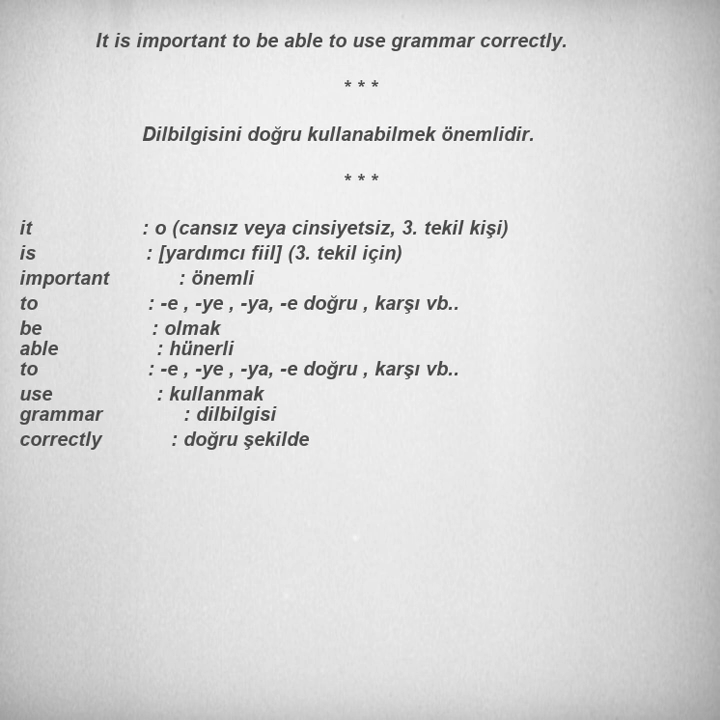 It is important to be able to use grammar correctly.
* * *
Dilbilgisini doğru kullanabilmek önemlidir.
* * *
it : o (cansız veya cinsiyetsiz, 3. tekil kişi)
is : [yardımcı fiil] (3. tekil için)
important : önemli
to : -e , -ye , -ya, -e doğru , karşı vb..
be : olmak
able : hünerli
to : -e , -ye , -ya, -e doğru , karşı vb..
use : kullanmak
grammar : dilbilgisi
correctly : doğru şekilde